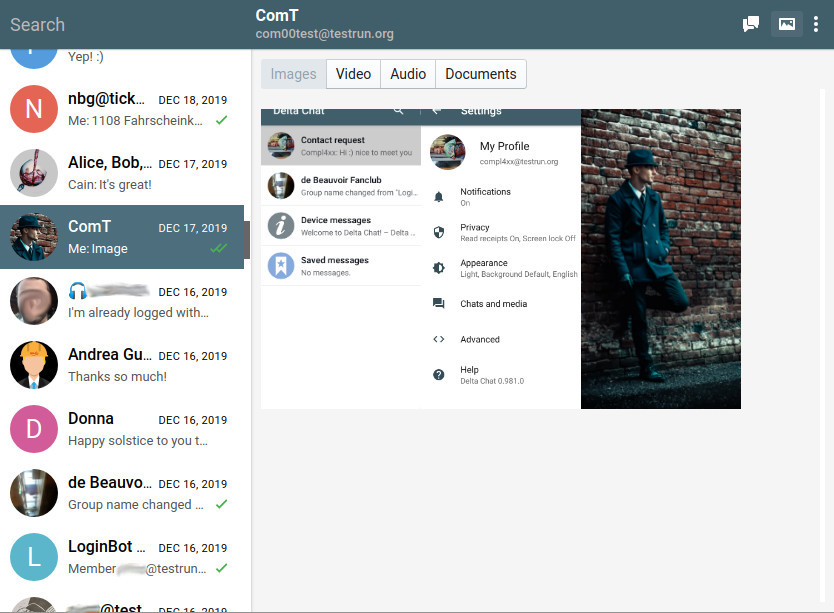 Search
ComT
com00test@testrun.org
Yep! :)
nbg@tick... DEC 18, 2019
Me: 1108 Fahrscheink...
Alice, Bob,... DEC 17, 2019
Cain: It's great!
ComT DEC 17, 2019
Me: Image
DEC 16, 2019
I'm already logged with...
Andrea Gu... DEC 16, 2019
Thanks so much!
Donna DEC 16, 2019
Happy solstice to you t...
D
de Beauvo... DEC 16, 2019
Group name changed ...
LoginBot ... DEC 16, 2019
Member @testrun...
L
N
@test DEC 16, 2019
Images Video Audio Documents
Delta Chat
Contact request
Compl4xx: Hi ;) nice to meet you
de Beauvoir Fanclub
Group name changed from "Logi...
Device messages
Welcome to Delta Chat! – Delta ...
Saved messages
No messages.
Settings
My Profile
compl4xx@testrun.org
Notifications
On
Privacy
Read receipts On, Screen lock Off
Appearance
Light, Background Default, English
Chats and media
Advanced
Help
Delta Chat 0.981.0